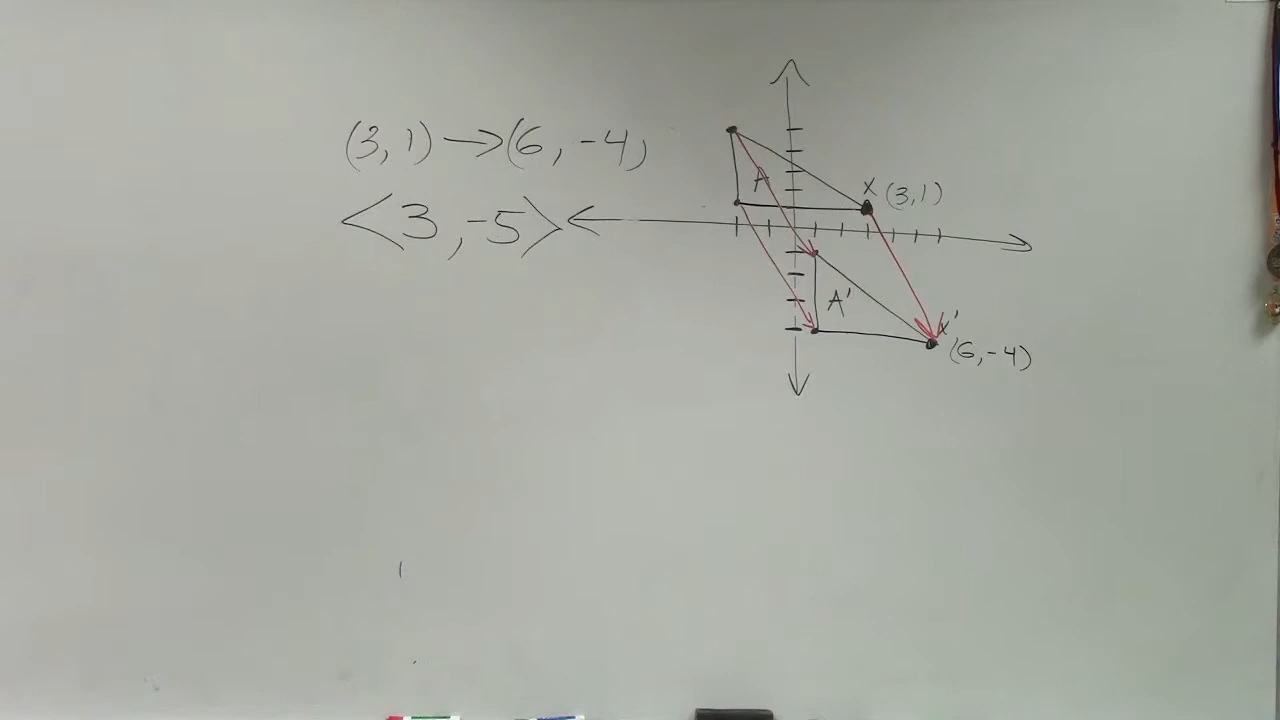 (3, 1) → (6, -4)
<3, -5>
A
X (3, 1)
A'
X'
(6, -4)